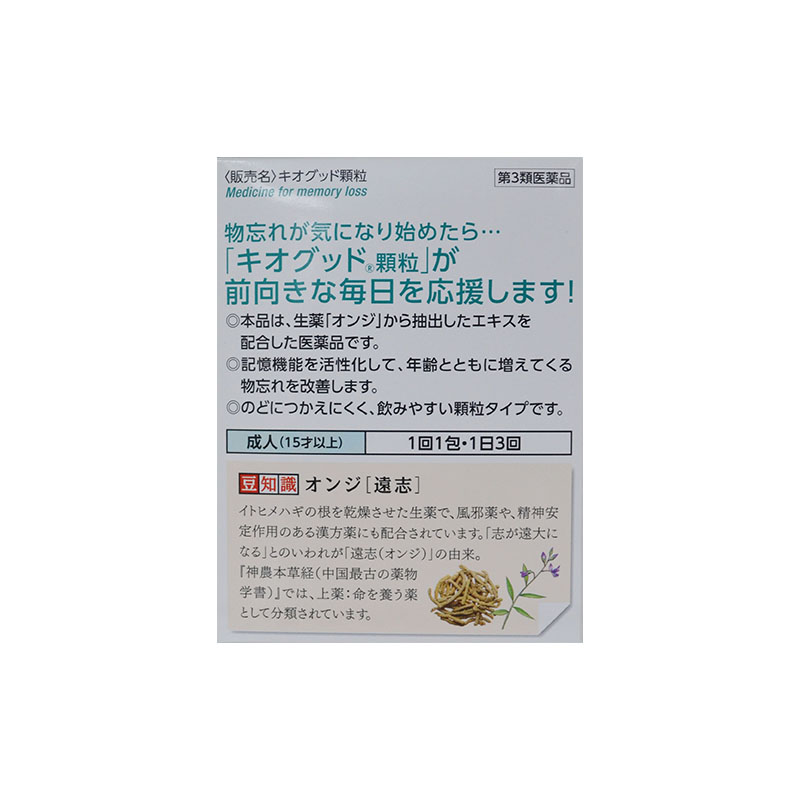 〈販売名〉キオグッド顆粒
Medicine for memory loss
第3類医薬品
物忘れが気になり始めたら…
「キオグッド®顆粒」が
前向きな毎日を応援します!
◎本品は、生薬「オンジ」から抽出したエキスを
配合した医薬品です。
◎記憶機能を活性化して、年齢とともに増えてくる
物忘れを改善します。
◎のどにつかえにくく、飲みやすい顆粒タイプです。
成人(15才以上) 1回1包・1日3回
豆知識 オンジ[遠志]
イトヒメハギの根を乾燥させた生薬で、風邪薬や、精神安
定作用のある漢方薬にも配合されています。「志が遠大に
なる」とのいわれが「遠志(オンジ)」の由来。
『神農本草経(中国最古の薬物
学書)』では、上薬:命を養う薬
として分類されています。